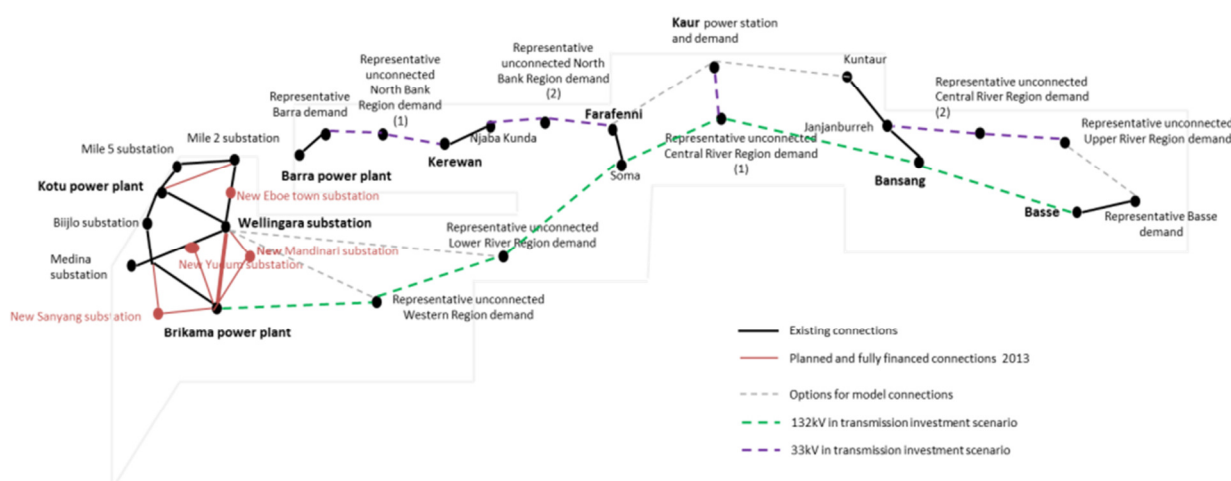 Kaur power station
and demand
Representative
unconnected North
Bank Region demand
(2)
Representative
unconnected
North Bank
Region demand
(1)
Kuntaur
Representative unconnected
Central River Region demand
(2)
Representative
Barra demand
Farafenni
Mile 2 substation
Njaba Kunda
Janjanburreh
Representative unconnected
Upper River Region demand
Mile 5 substation
Kerewan
Representative unconnected
Central River Region demand
(1)
Barra power plant
Soma
Bansang
Kotu power plant
New Eboe town substation
Biijlo substation
Wellingara substation
Basse
Representative Basse
demand
Representative unconnected
Lower River Region demand
New Mandinari substation
Medina
substation
New Yudum substation
Representative unconnected
Western Region demand
New Sanyang substation
Brikama power plant
Existing connections
Planned and fully financed connections 2013
Options for model connections
132kV in transmission investment scenario
33kV in transmission investment scenario